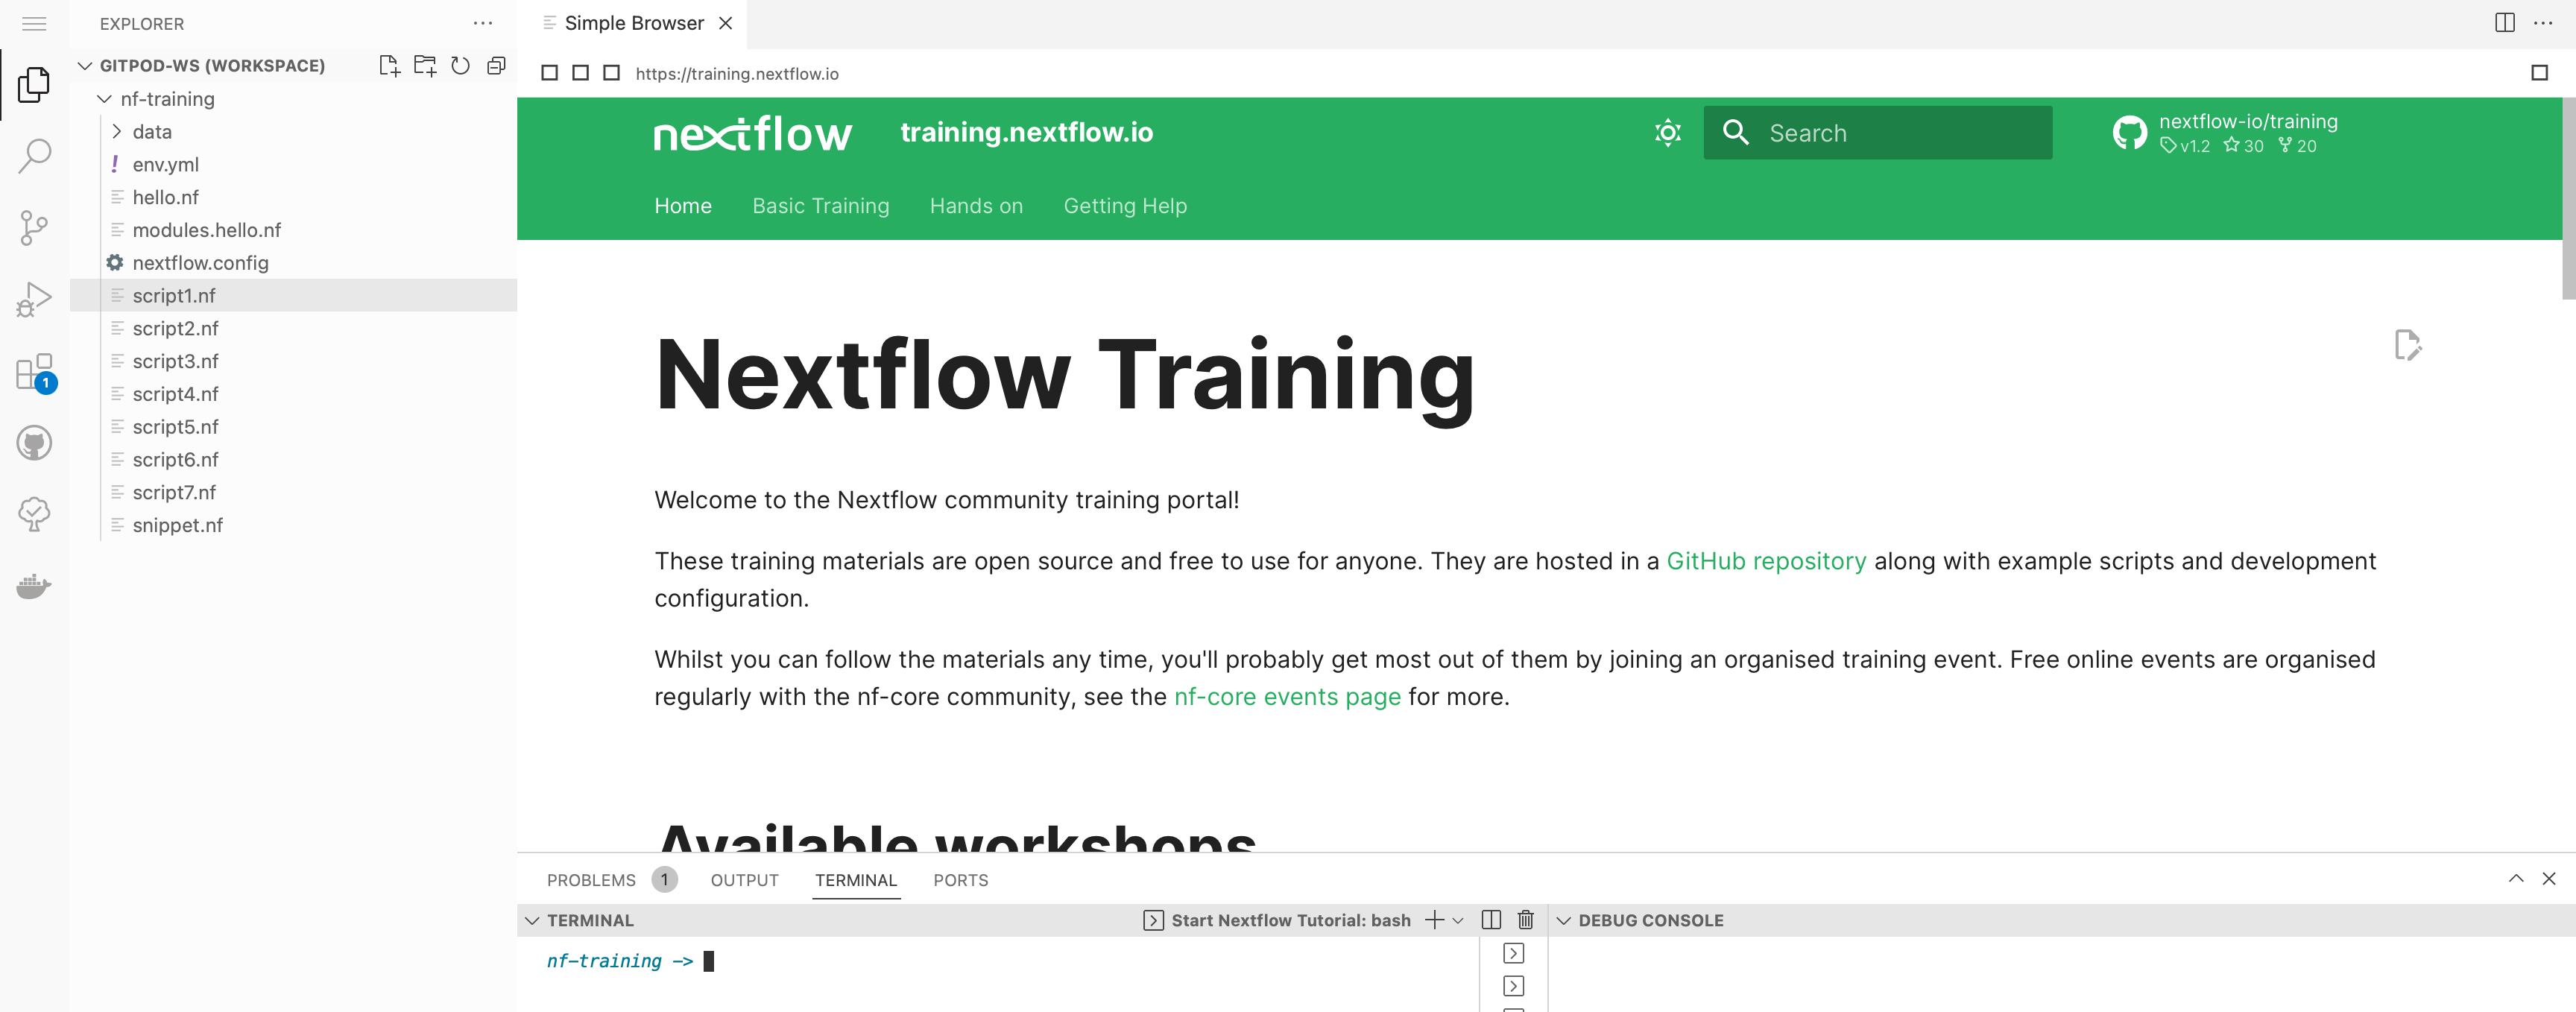 EXPLORER
GITPOD-WS (WORKSPACE)
nf-training
data
! env.yml
hello.nf
modules.hello.nf
nextflow.config
script1.nf
script2.nf
script3.nf
script4.nf
script5.nf
script6.nf
script7.nf
snippet.nf
1
Simple Browser
https://training.nextflow.io
nextflow
training.nextflow.io
Search
nextflow-io/training
v1.2 30 20
Home Basic Training Hands on Getting Help
Nextflow Training
Welcome to the Nextflow community training portal!
These training materials are open source and free to use for anyone. They are hosted in a GitHub repository along with example scripts and development
configuration.
Whilst you can follow the materials any time, you'll probably get most out of them by joining an organised training event. Free online events are organised
regularly with the nf-core community, see the nf-core events page for more.
Available workshops
PROBLEMS 1 OUTPUT TERMINAL PORTS
TERMINAL
Start Nextflow Tutorial: bash
DEBUG CONSOLE
nf-training ->